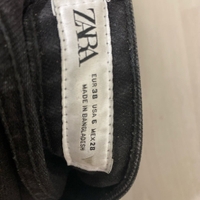 ZARA
EUR 38 USA 6 MEX 28
MADE IN BANGLADESH